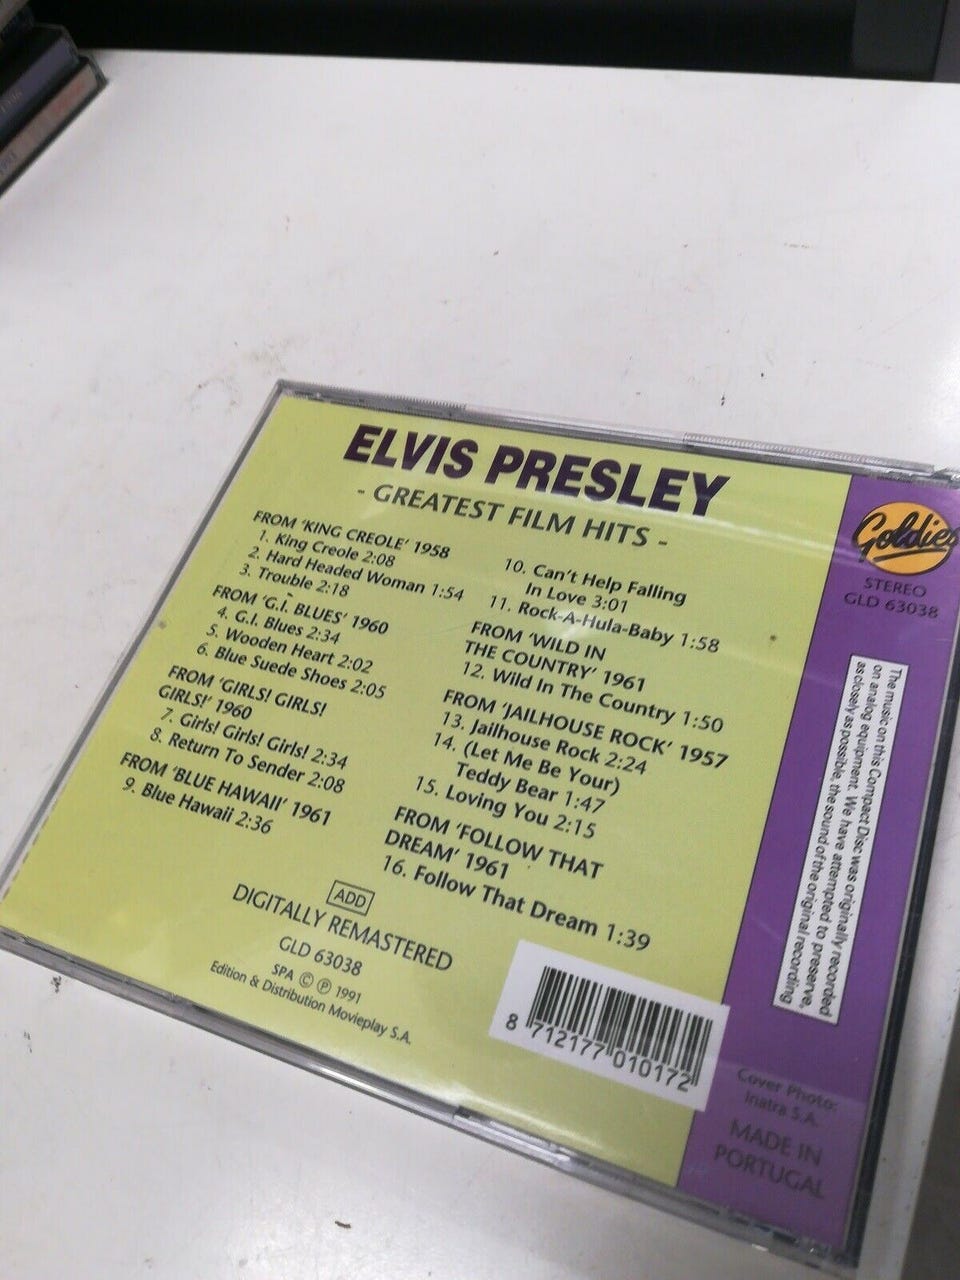 ELVIS PRESLEY
- GREATEST FILM HITS -
FROM 'KING CREOLE' 1958
1. King Creole 2:08
2. Hard Headed Woman 1:54
3. Trouble 2:18
FROM 'G.I. BLUES' 1960
4. G.I. Blues 2:34
5. Wooden Heart 2:02
6. Blue Suede Shoes 2:05
FROM 'GIRLS! GIRLS!
GIRLS!' 1960
7. Girls! Girls! Girls! 2:34
8. Return To Sender 2:08
FROM 'BLUE HAWAII' 1961
9. Blue Hawaii 2:36
10. Can't Help Falling
In Love 3:01
11. Rock-A-Hula-Baby 1:58
FROM 'WILD IN
THE COUNTRY' 1961
12. Wild In The Country 1:50
FROM 'JAILHOUSE ROCK' 1957
13. Jailhouse Rock 2:24
14. (Let Me Be Your)
Teddy Bear 1:47
15. Loving You 2:15
FROM 'FOLLOW THAT
DREAM' 1961
16. Follow That Dream 1:39
ADD
DIGITALLY REMASTERED
GLD 63038
SPA © ℗ 1991
Edition & Distribution Movieplay S.A.
8 712177 010172
Goldies
STEREO
GLD 63038
The music on this Compact Disc was originally recorded
on analog equipment. We have attempted to preserve,
as closely as possible, the sound of the original recording.
Cover Photo:
Inatra S.A.
MADE IN
PORTUGAL